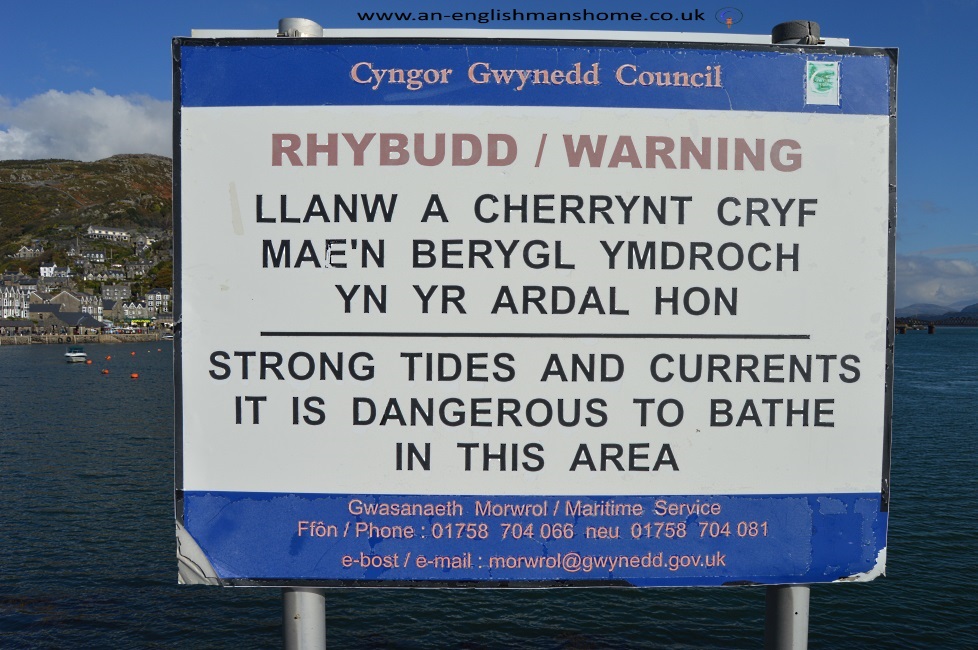 www.an-englishmanshome.co.uk
Cyngor Gwynedd Council
RHYBUDD / WARNING
LLANW A CHERRYNT CRYF
MAE'N BERYGL YMDROCH
YN YR ARDAL HON
STRONG TIDES AND CURRENTS
IT IS DANGEROUS TO BATHE
IN THIS AREA
Gwasanaeth Morwrol / Maritime Service
Ffôn / Phone : 01758 704 066 neu 01758 704 081
e-bost / e-mail : morwrol@gwynedd.gov.uk